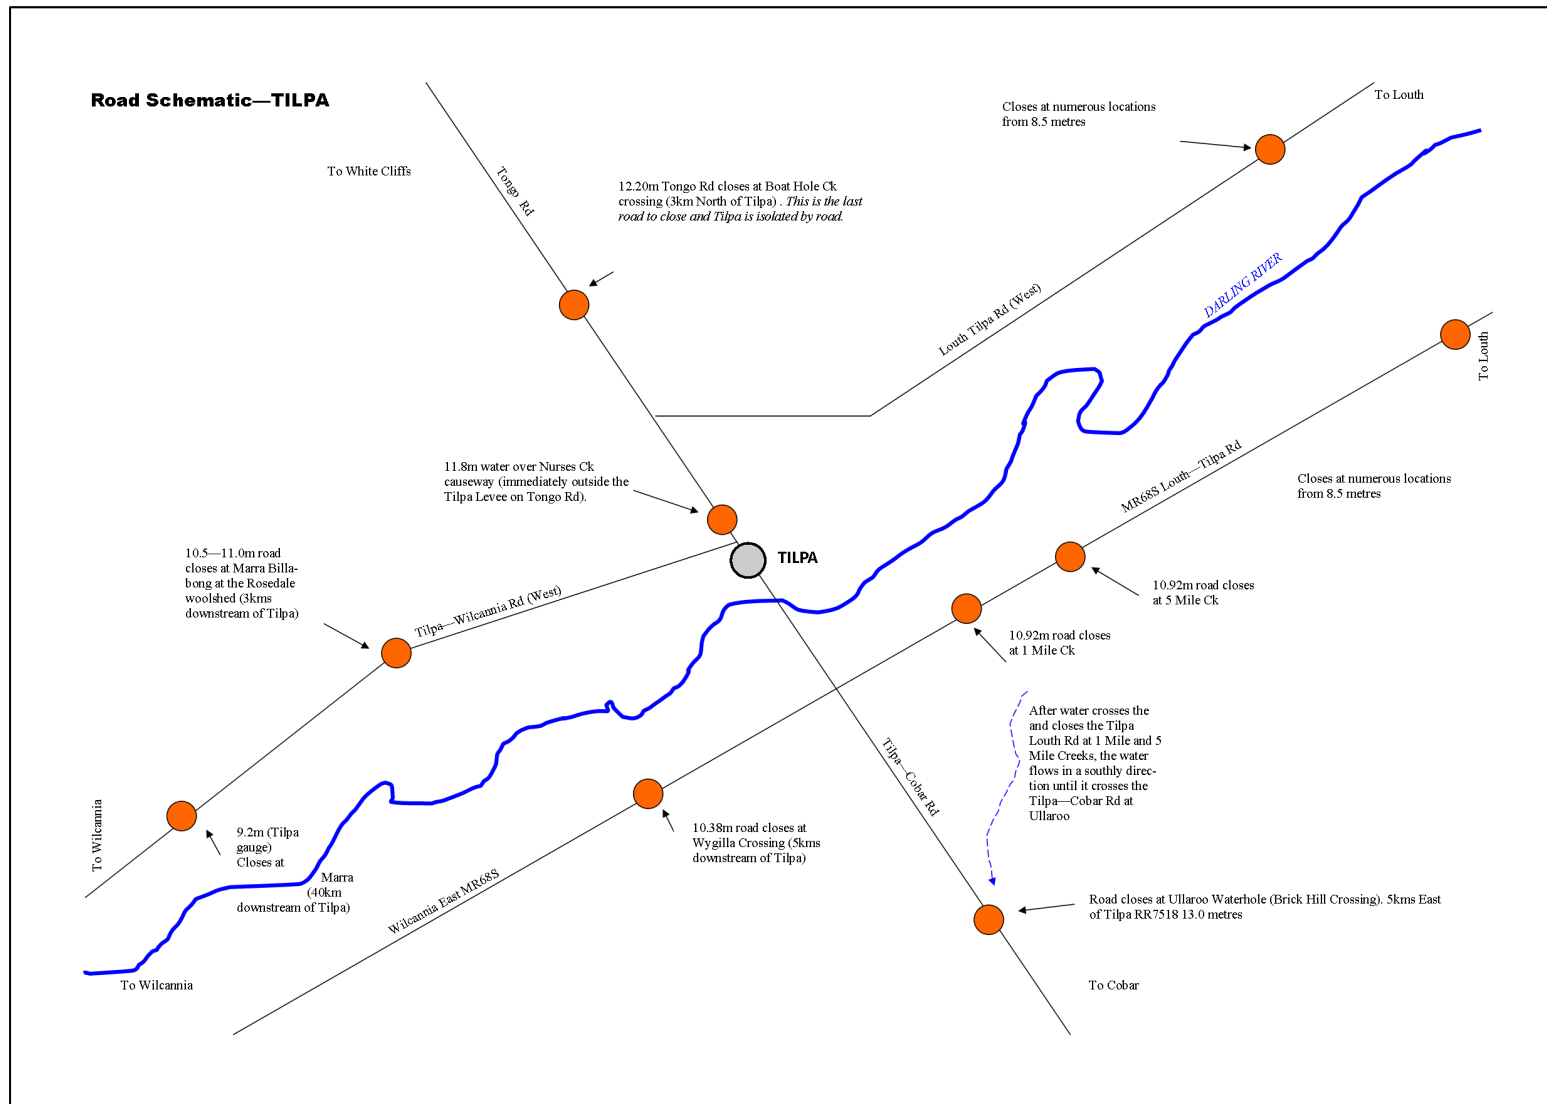 Road Schematic—TILPA
To White Cliffs
Tongo Rd
12.20m Tongo Rd closes at Boat Hole Ck
crossing (3km North of Tilpa) . This is the last
road to close and Tilpa is isolated by road.
Closes at numerous locations
from 8.5 metres
To Louth
DARLING RIVER
Louth Tilpa Rd (West)
To Louth
MR68S Louth—Tilpa Rd
Closes at numerous locations
from 8.5 metres
11.8m water over Nurses Ck
causeway (immediately outside the
Tilpa Levee on Tongo Rd).
TILPA
10.5—11.0m road
closes at Marra Billa-
bong at the Rosedale
woolshed (3kms
downstream of Tilpa)
Tilpa—Wilcannia Rd (West)
10.92m road closes
at 5 Mile Ck
10.92m road closes
at 1 Mile Ck
After water crosses the
and closes the Tilpa
Louth Rd at 1 Mile and 5
Mile Creeks, the water
flows in a southly direc-
tion until it crosses the
Tilpa—Cobar Rd at
Ullaroo
Tilpa—Cobar Rd
To Wilcannia
9.2m (Tilpa
gauge)
Closes at
Marra
(40km
downstream of Tilpa)
10.38m road closes at
Wygilla Crossing (5kms
downstream of Tilpa)
Wilcannia East MR68S
Road closes at Ullaroo Waterhole (Brick Hill Crossing). 5kms East
of Tilpa RR7518 13.0 metres
To Wilcannia
To Cobar